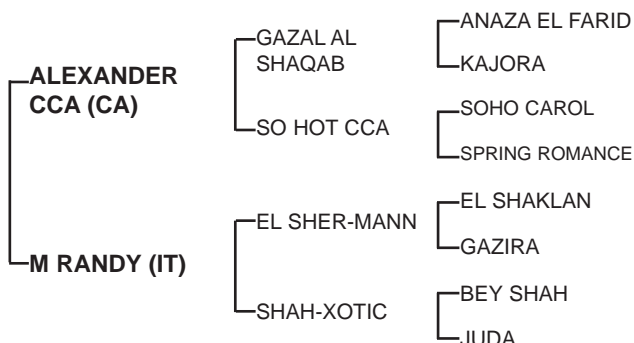 ALEXANDER
CCA (CA)
GAZAL AL
SHAQAB
ANAZA EL FARID
KAJORA
SO HOT CCA
SOHO CAROL
SPRING ROMANCE
M RANDY (IT)
EL SHER-MANN
EL SHAKLAN
GAZIRA
SHAH-XOTIC
BEY SHAH
JUDA